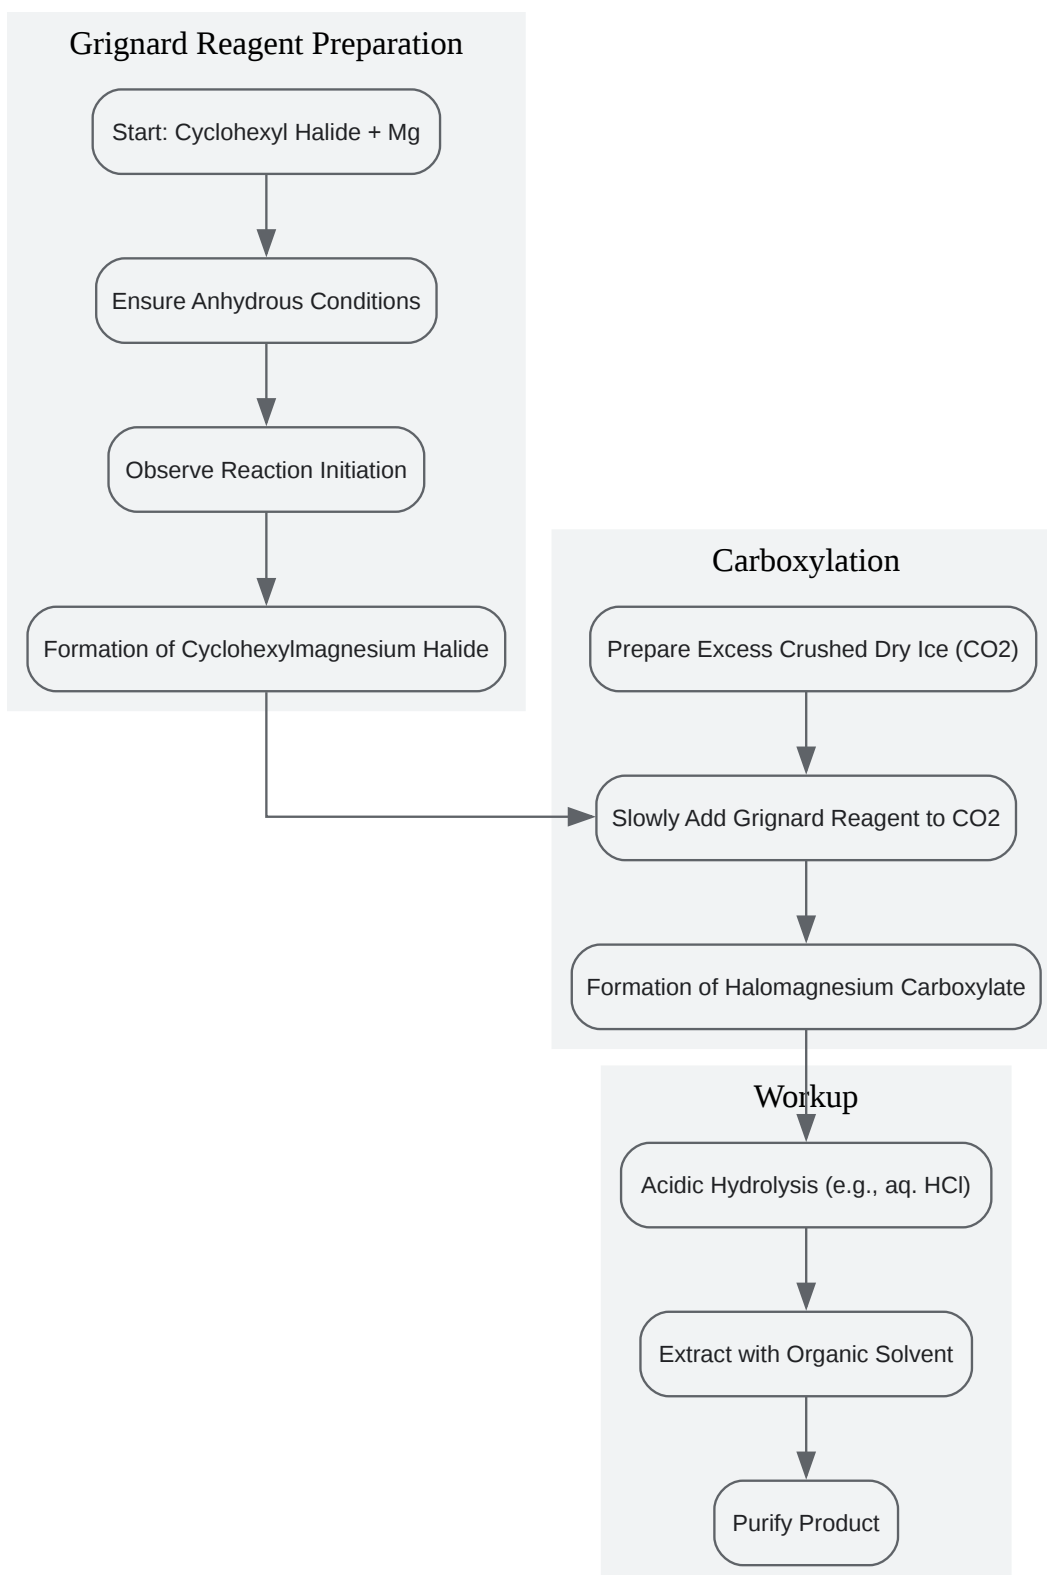 Grignard Reagent Preparation
Start: Cyclohexyl Halide + Mg
Ensure Anhydrous Conditions
Observe Reaction Initiation
Formation of Cyclohexylmagnesium Halide
Carboxylation
Prepare Excess Crushed Dry Ice (CO2)
Slowly Add Grignard Reagent to CO2
Formation of Halomagnesium Carboxylate
Workup
Acidic Hydrolysis (e.g., aq. HCl)
Extract with Organic Solvent
Purify Product